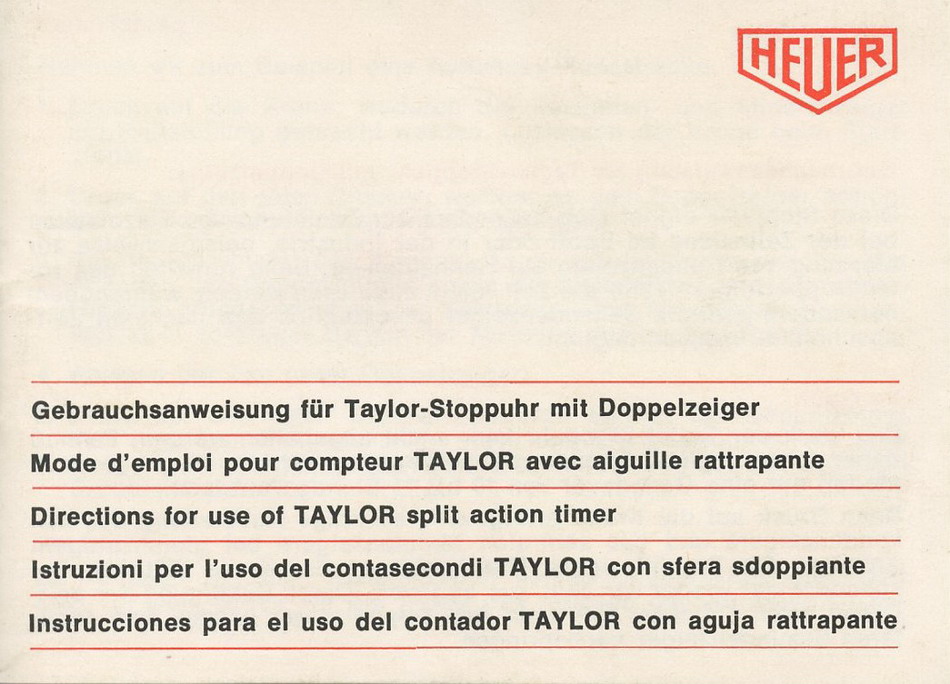 HEUER
Gebrauchsanweisung für Taylor-Stoppuhr mit Doppelzeiger
Mode d'emploi pour compteur TAYLOR avec aiguille rattrapante
Directions for use of TAYLOR split action timer
Istruzioni per l'uso del contasecondi TAYLOR con sfera sdoppiante
Instrucciones para el uso del contador TAYLOR con aguja rattrapante